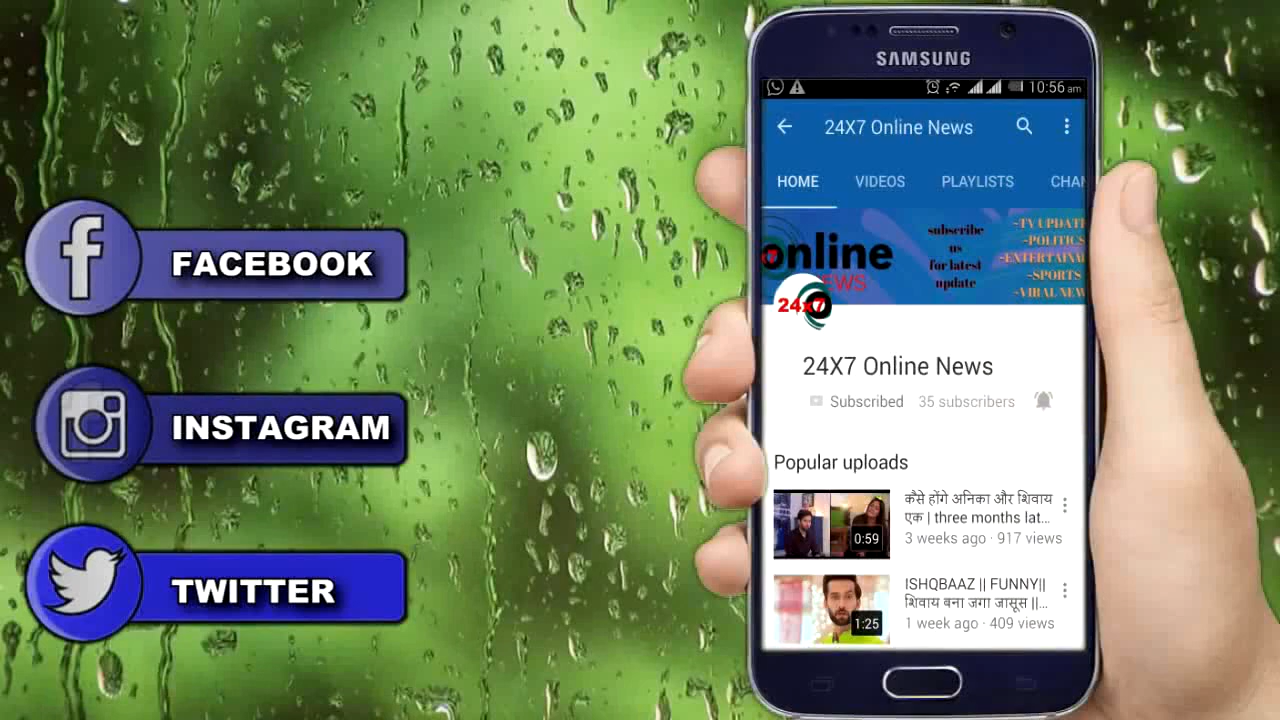 FACEBOOK
INSTAGRAM
TWITTER
SAMSUNG
10:56 am
24X7 Online News
HOME VIDEOS PLAYLISTS CHAN
online
EWS
24x7
subscribe
us
for latest
update
~TV UPDATE
~POLITICS
~ENTERTAINM
~SPORTS
~VIRAL NEW
24X7 Online News
Subscribed 35 subscribers
Popular uploads
कैसे होंगे अनिका और शिवाय
एक | three months lat...
3 weeks ago · 917 views
0:59
ISHQBAAZ || FUNNY||
शिवाय बना जगा जासूस ||...
1 week ago · 409 views
1:25